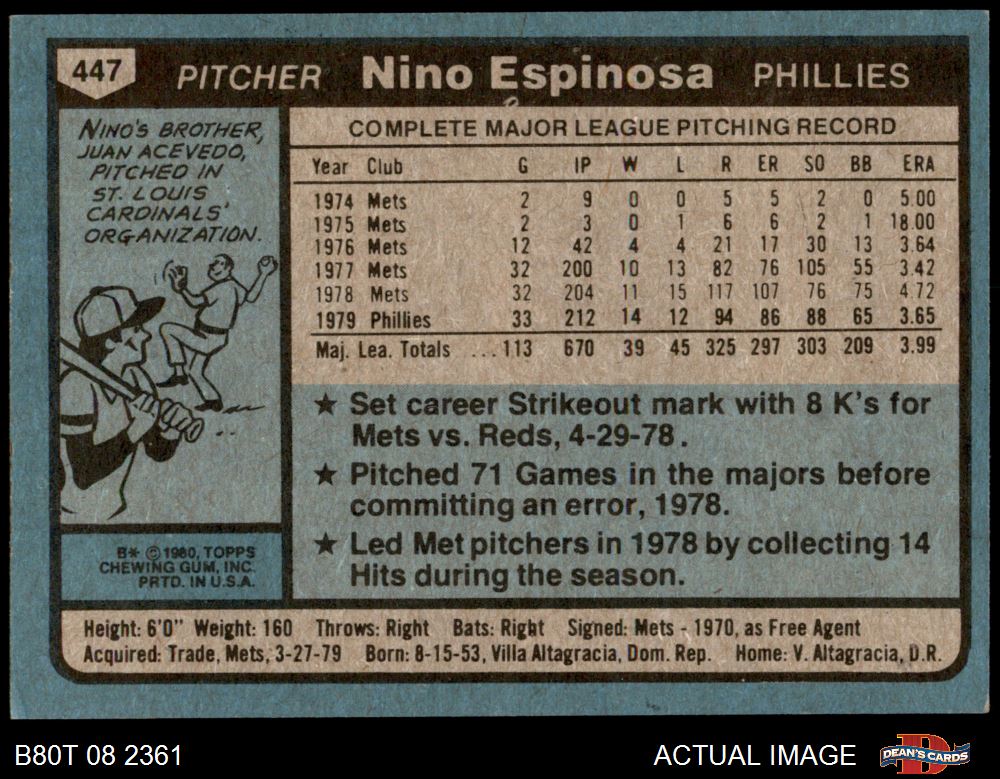 447 PITCHER Nino Espinosa PHILLIES
NINO'S BROTHER,
JUAN ACEVEDO,
PITCHED IN
ST. LOUIS
CARDINALS'
ORGANIZATION.
COMPLETE MAJOR LEAGUE PITCHING RECORD
Year Club G IP W L R ER SO BB ERA
1974 Mets 2 9 0 0 5 5 2 0 5.00
1975 Mets 2 3 0 1 6 6 2 1 18.00
1976 Mets 12 42 4 4 21 17 30 13 3.64
1977 Mets 32 200 10 13 82 76 105 55 3.42
1978 Mets 32 204 11 15 117 107 76 75 4.72
1979 Phillies 33 212 14 12 94 86 88 65 3.65
Maj. Lea. Totals ...113 670 39 45 325 297 303 209 3.99
★ Set career Strikeout mark with 8 K's for
Mets vs. Reds, 4-29-78.
★ Pitched 71 Games in the majors before
committing an error, 1978.
★ Led Met pitchers in 1978 by collecting 14
Hits during the season.
B* © 1980, TOPPS
CHEWING GUM, INC.
PRTD. IN U.S.A.
Height: 6'0" Weight: 160 Throws: Right Bats: Right Signed: Mets - 1970, as Free Agent
Acquired: Trade, Mets, 3-27-79 Born: 8-15-53, Villa Altagracia, Dom. Rep. Home: V. Altagracia, D.R.
B80T 08 2361 ACTUAL IMAGE DEAN'S CARDS